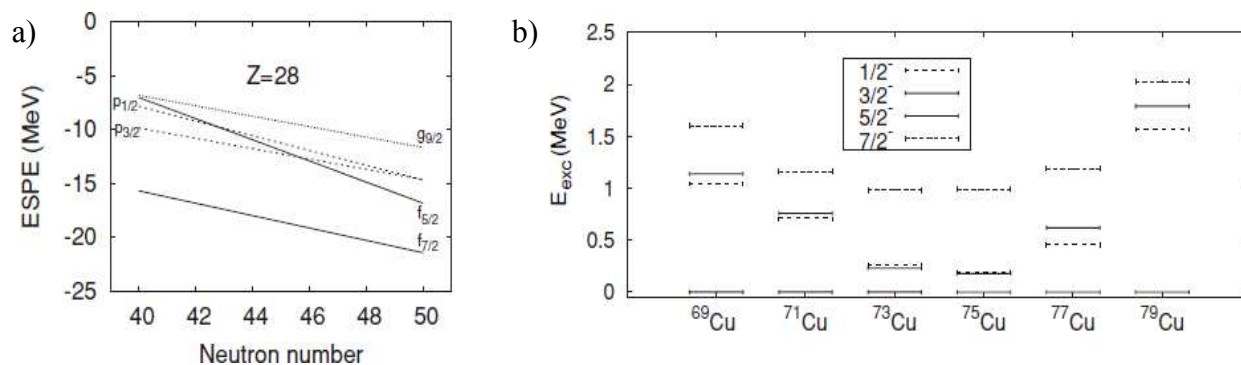 a)
ESPE (MeV)
0
-5
-10
-15
-20
-25
Z=28
p1/2
p3/2
g9/2
f5/2
f7/2
40 42 44 46 48 50
Neutron number
b)
E_exc (MeV)
2.5
2
1.5
1
0.5
0
1/2-
3/2-
5/2-
7/2-
69Cu 71Cu 73Cu 75Cu 77Cu 79Cu